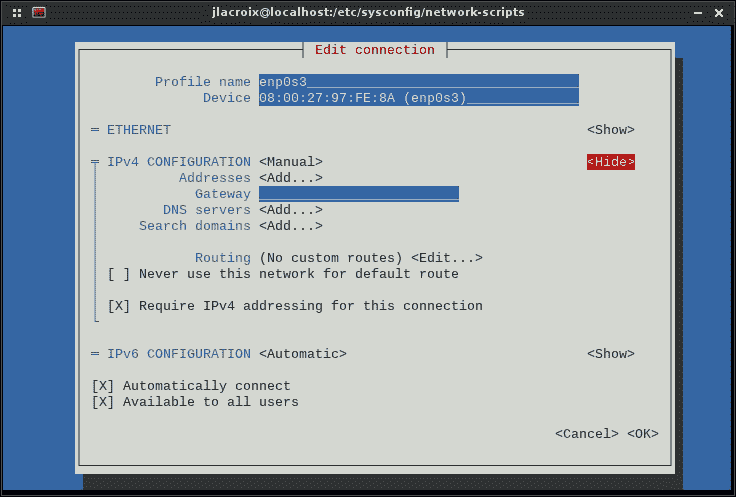 jlacroix@localhost:/etc/sysconfig/network-scripts
Edit connection
Profile name enp0s3
Device 08:00:27:97:FE:8A (enp0s3)
= ETHERNET <Show>
IPv4 CONFIGURATION <Manual> <Hide>
Addresses <Add...>
Gateway
DNS servers <Add...>
Search domains <Add...>
Routing (No custom routes) <Edit...>
[ ] Never use this network for default route
[X] Require IPv4 addressing for this connection
= IPv6 CONFIGURATION <Automatic> <Show>
[X] Automatically connect
[X] Available to all users
<Cancel> <OK>